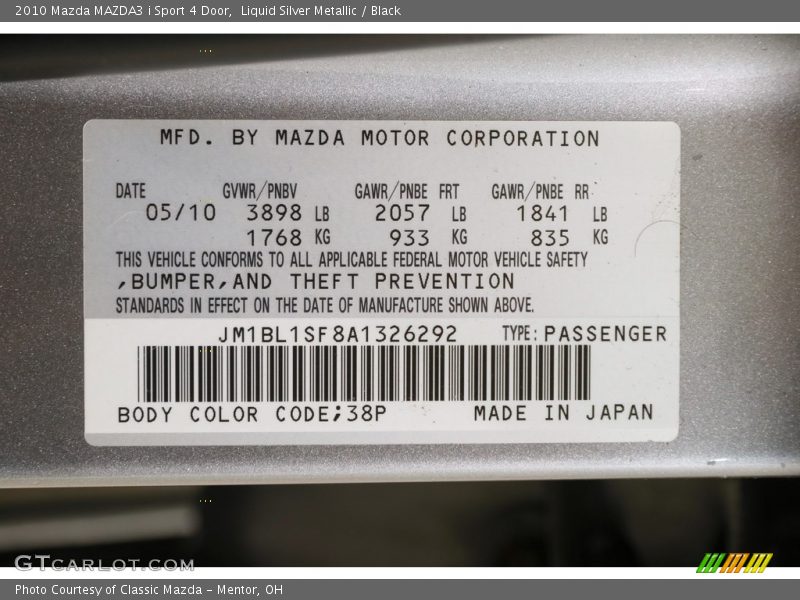 2010 Mazda MAZDA3 i Sport 4 Door,  Liquid Silver Metallic / Black
MFD. BY MAZDA MOTOR CORPORATION
DATE GVWR/PNBV GAWR/PNBE FRT GAWR/PNBE RR
05/10 3898 LB 2057 LB 1841 LB
1768 KG 933 KG 835 KG
THIS VEHICLE CONFORMS TO ALL APPLICABLE FEDERAL MOTOR VEHICLE SAFETY
,BUMPER,AND THEFT PREVENTION
STANDARDS IN EFFECT ON THE DATE OF MANUFACTURE SHOWN ABOVE.
JM1BL1SF8A1326292 TYPE: PASSENGER
BODY COLOR CODE;38P MADE IN JAPAN
GTCARLOT.COM
Photo Courtesy of Classic Mazda - Mentor, OH